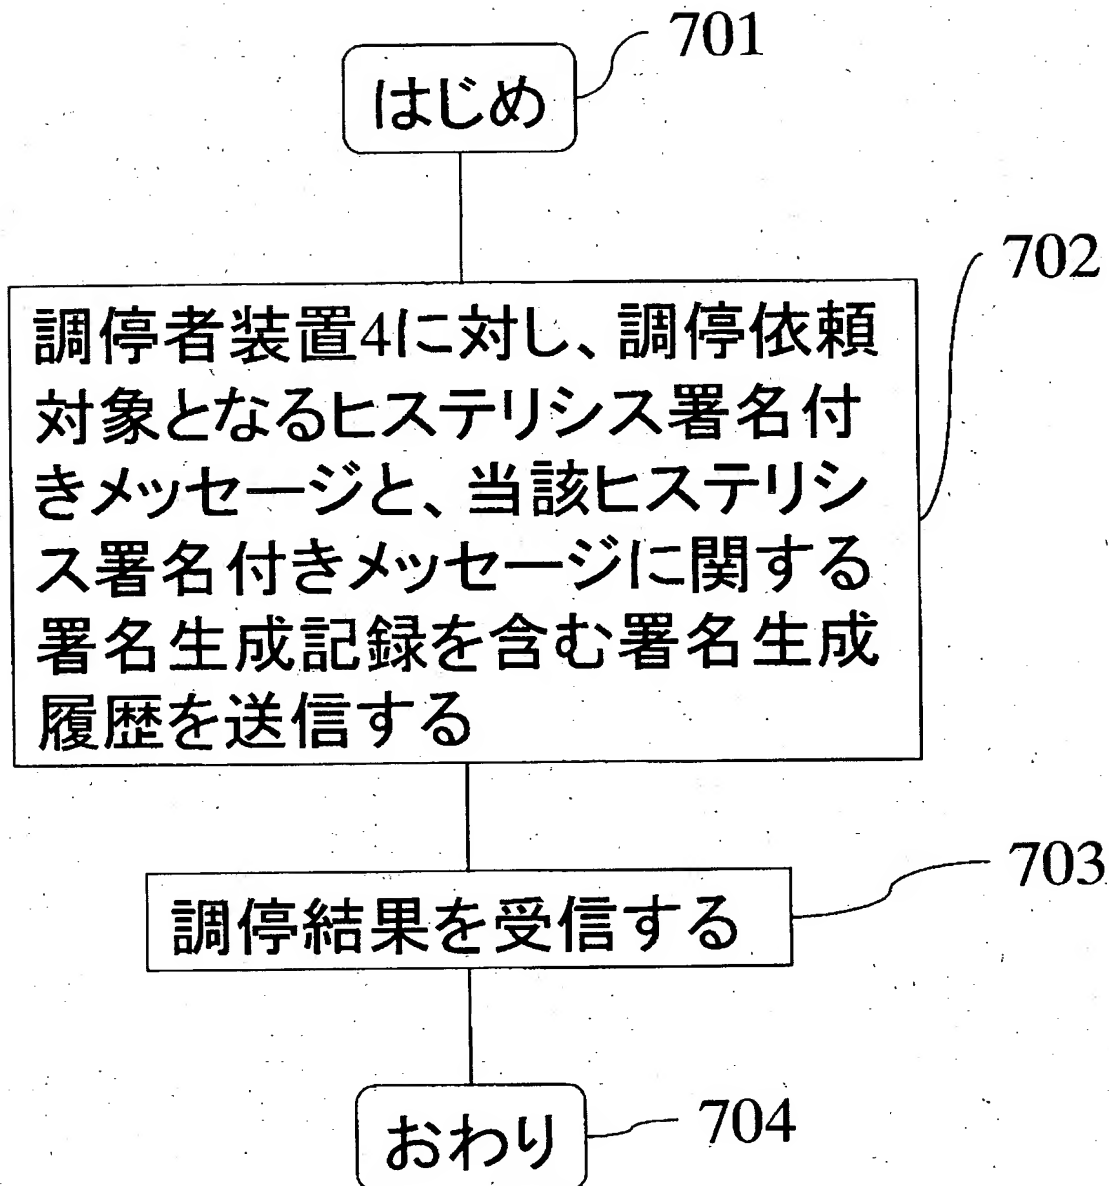 701
はじめ
702
調停者装置4に対し、調停依頼
対象となるヒステリシス署名付
きメッセージと、当該ヒステリシ
ス署名付きメッセージに関する
署名生成記録を含む署名生成
履歴を送信する
703
調停結果を受信する
おわり
704